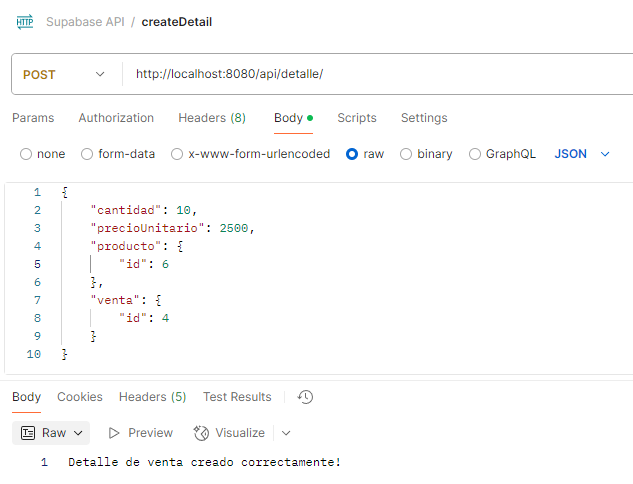 HTTP Supabase API / createDetail
POST http://localhost:8080/api/detalle/
Params Authorization Headers (8) Body Scripts Settings
none form-data x-www-form-urlencoded raw binary GraphQL JSON
1 {
2 "cantidad": 10,
3 "precioUnitario": 2500,
4 "producto": {
5 "id": 6
6 },
7 "venta": {
8 "id": 4
9 }
10 }
Body Cookies Headers (5) Test Results
Raw Preview Visualize
1 Detalle de venta creado correctamente!